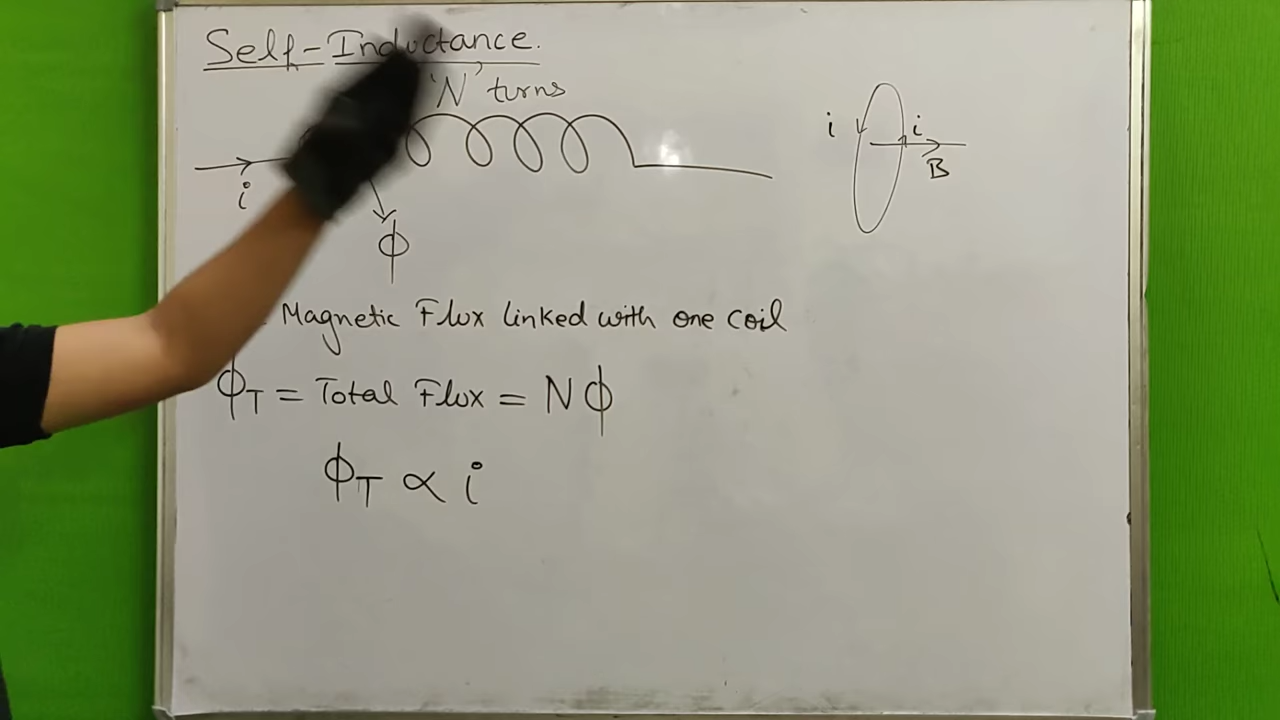 Self-Inductance.
'N' turns
i
ϕ
i
i
B
Magnetic Flux linked with one coil
ϕT = Total Flux = Nϕ
ϕT ∝ i